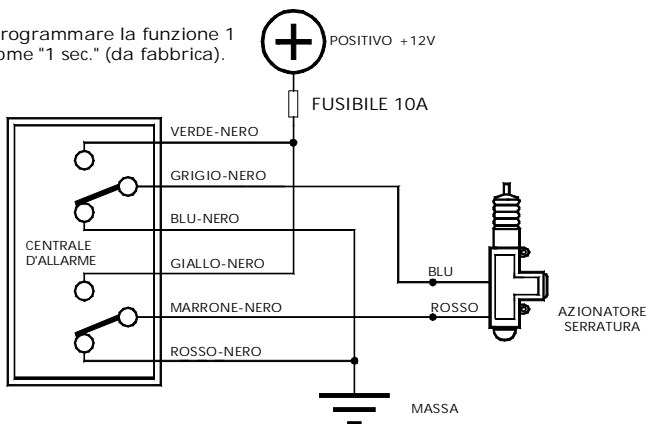 rogrammare la funzione 1
ome "1 sec." (da fabbrica).
POSITIVO +12V
FUSIBILE 10A
VERDE-NERO
GRIGIO-NERO
BLU-NERO
CENTRALE
D'ALLARME
GIALLO-NERO
BLU
MARRONE-NERO
ROSSO
AZIONATORE
SERRATURA
ROSSO-NERO
MASSA